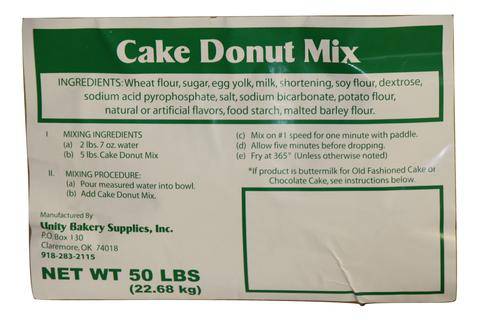 Cake Donut Mix
INGREDIENTS: Wheat flour, sugar, egg yolk, milk, shortening, soy flour, dextrose,
sodium acid pyrophosphate, salt, sodium bicarbonate, potato flour,
natural or artificial flavors, food starch, malted barley flour.
I MIXING INGREDIENTS
(a) 2 lbs. 7 oz. water
(b) 5 lbs. Cake Donut Mix
II. MIXING PROCEDURE:
(a) Pour measured water into bowl.
(b) Add Cake Donut Mix.
(c) Mix on #1 speed for one minute with paddle.
(d) Allow five minutes before dropping.
(e) Fry at 365° (Unless otherwise noted)
*If product is buttermilk for Old Fashioned Cake or
Chocolate Cake, see instructions below.
Manufactured By
Unity Bakery Supplies, Inc.
P.O. Box 130
Claremore, OK 74018
918-283-2115
NET WT 50 LBS
(22.68 kg)